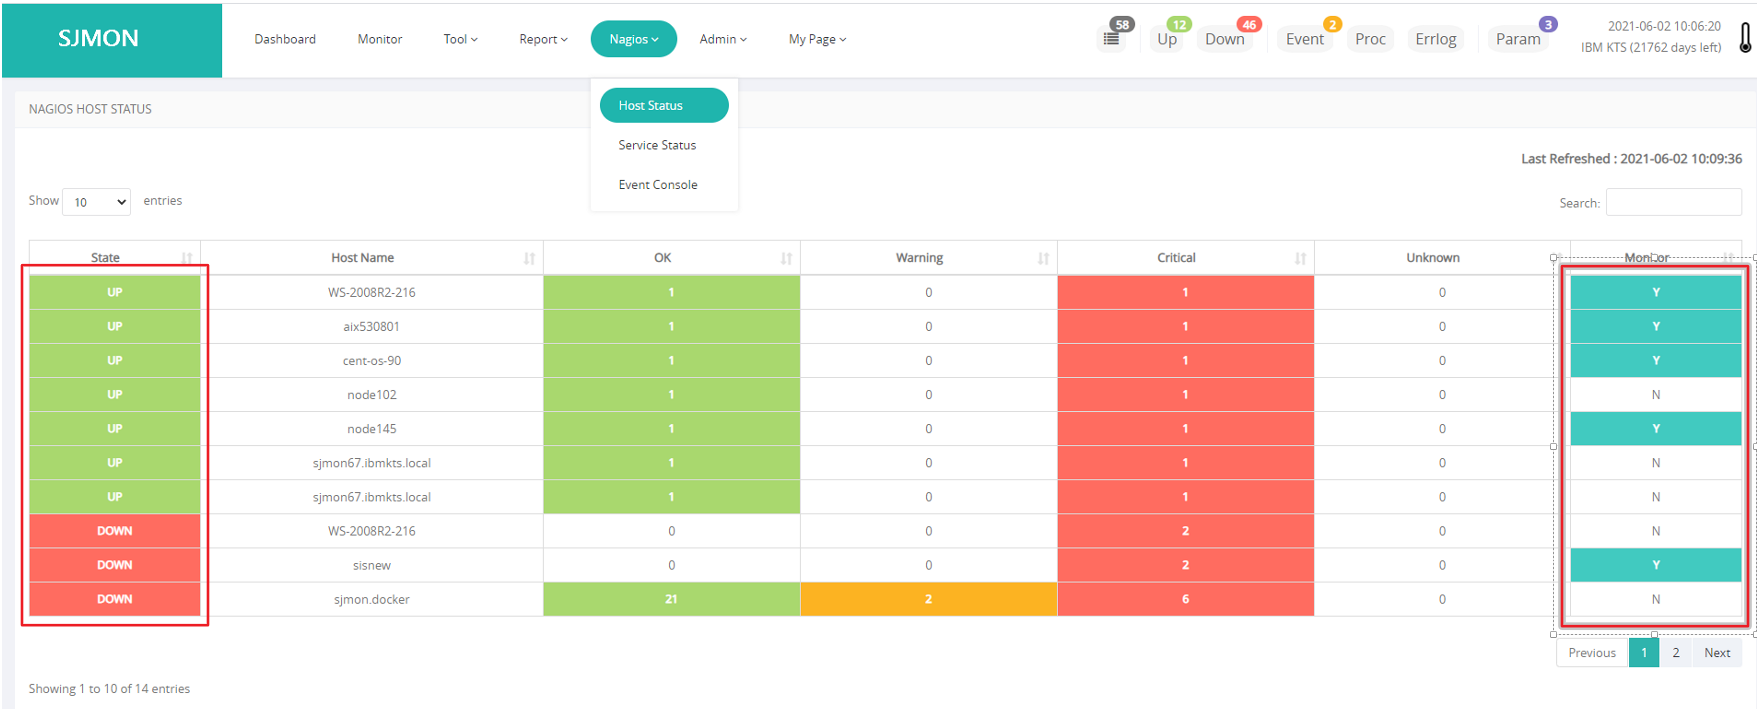 SJMON
Dashboard Monitor Tool Report Nagios Admin My Page
58 Up 12 Down 46 Event 2 Proc Errlog Param 3
2021-06-02 10:06:20
IBM KTS (21762 days left)
Host Status
Service Status
Event Console
NAGIOS HOST STATUS
Last Refreshed : 2021-06-02 10:09:36
Show 10 entries
Search:
State Host Name OK Warning Critical Unknown Monitor
UP WS-2008R2-216 1 0 1 0 Y
UP aix530801 1 0 1 0 Y
UP cent-os-90 1 0 1 0 Y
UP node102 1 0 1 0 N
UP node145 1 0 1 0 Y
UP sjmon67.ibmkts.local 1 0 1 0 N
UP sjmon67.ibmkts.local 1 0 1 0 N
DOWN WS-2008R2-216 0 0 2 0 N
DOWN sisnew 0 0 2 0 Y
DOWN sjmon.docker 21 2 6 0 N
Previous 1 2 Next
Showing 1 to 10 of 14 entries